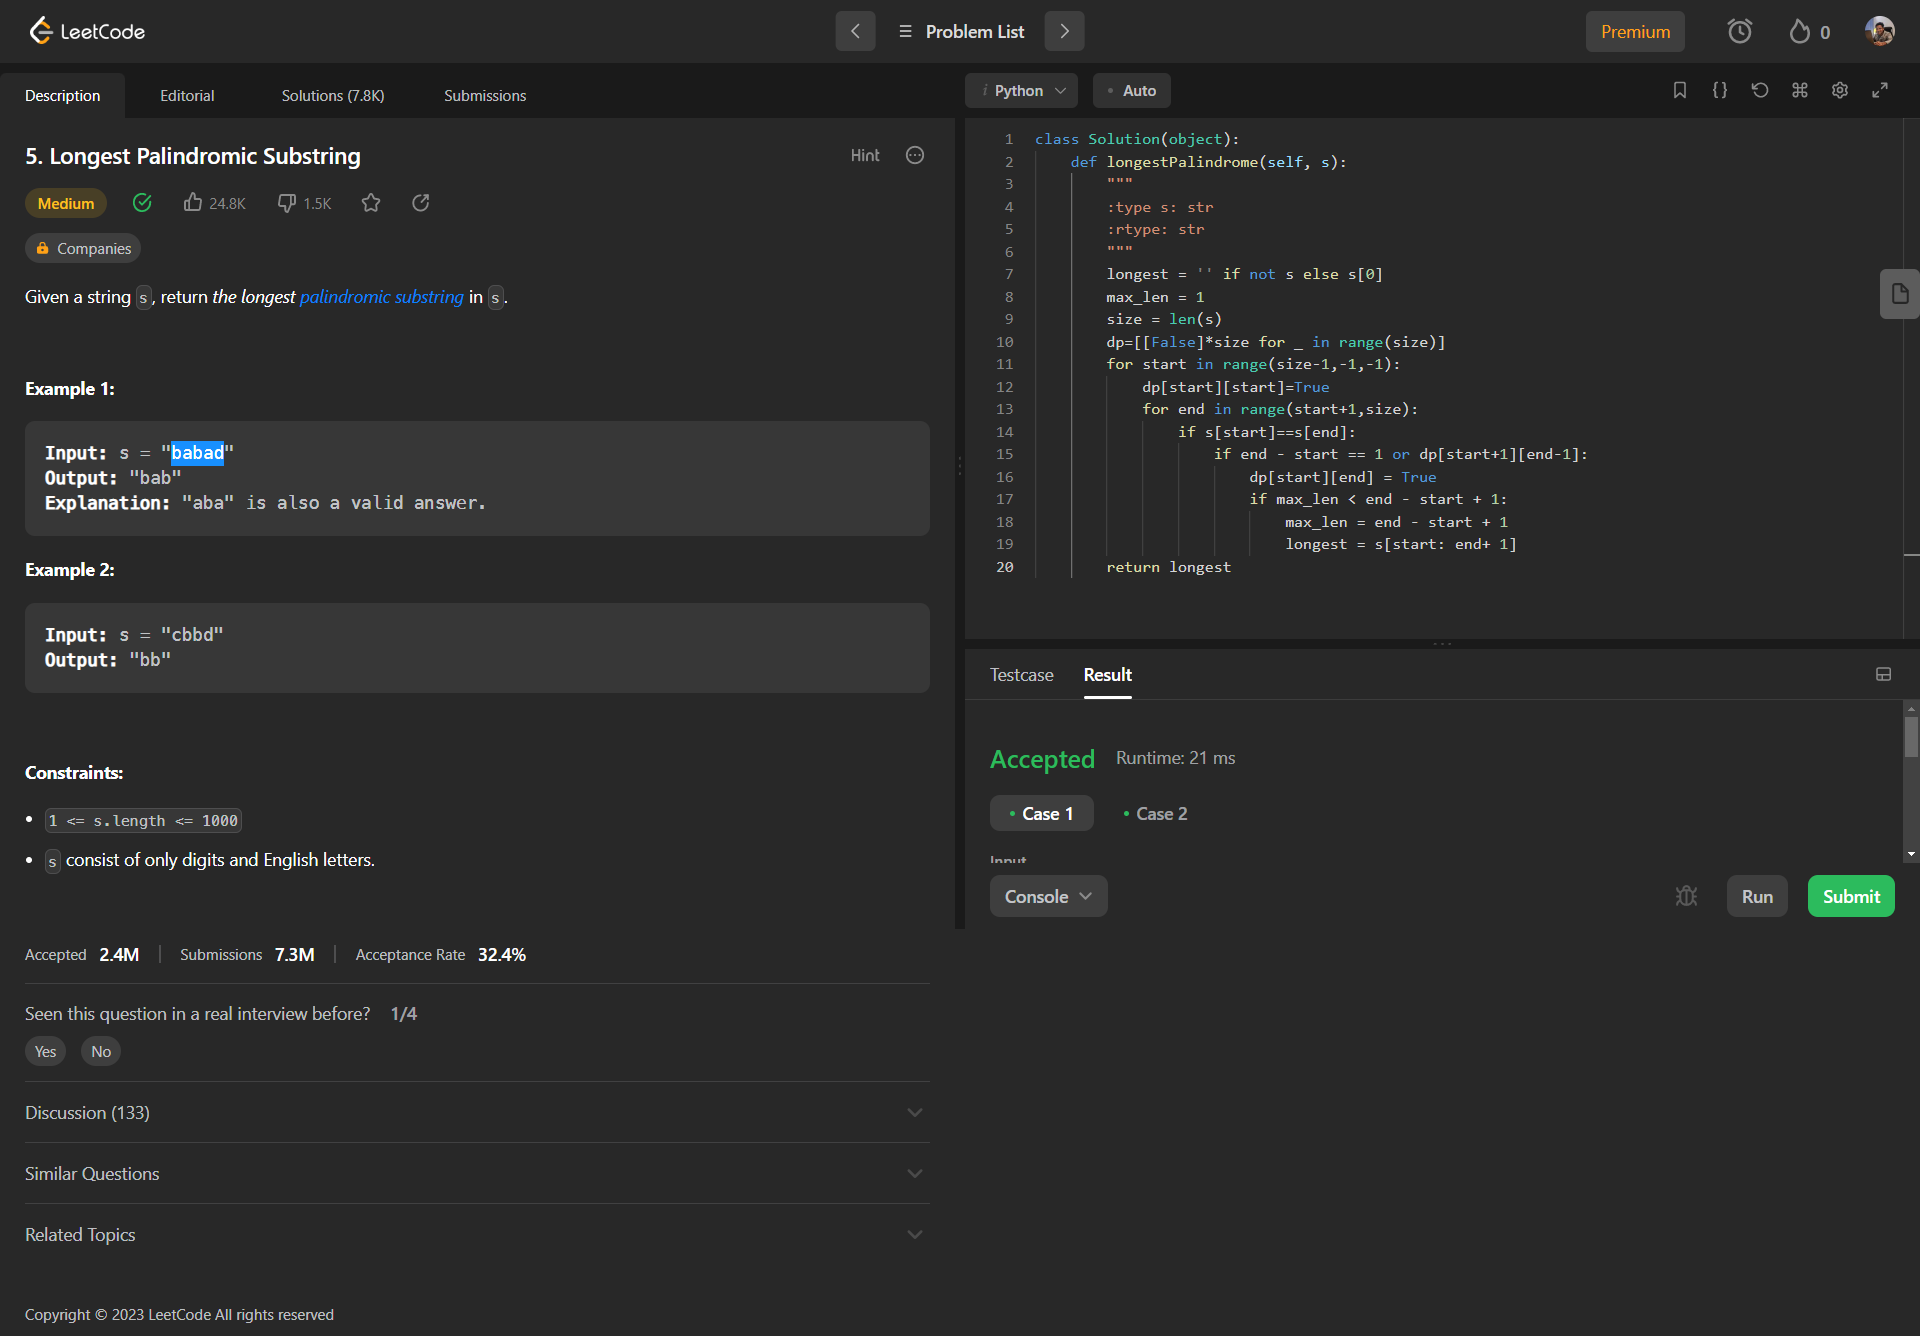 LeetCode
Problem List
Premium
0
Description
Editorial
Solutions (7.8K)
Submissions
5. Longest Palindromic Substring
Hint
Medium
24.8K
1.5K
Companies
Given a string s, return the longest palindromic substring in s.
Example 1:
Input: s = "babad"
Output: "bab"
Explanation: "aba" is also a valid answer.
Example 2:
Input: s = "cbbd"
Output: "bb"
Constraints:
• 1 <= s.length <= 1000
• s consist of only digits and English letters.
Accepted 2.4M
Submissions 7.3M
Acceptance Rate 32.4%
Seen this question in a real interview before? 1/4
Yes
No
Discussion (133)
Similar Questions
Related Topics
Copyright © 2023 LeetCode All rights reserved
i Python
• Auto
{}
1 class Solution(object):
2     def longestPalindrome(self, s):
3         """
4         :type s: str
5         :rtype: str
6         """
7         longest = '' if not s else s[0]
8         max_len = 1
9         size = len(s)
10         dp=[[False]*size for _ in range(size)]
11         for start in range(size-1,-1,-1):
12             dp[start][start]=True
13             for end in range(start+1,size):
14                 if s[start]==s[end]:
15                     if end - start == 1 or dp[start+1][end-1]:
16                         dp[start][end] = True
17                         if max_len < end - start + 1:
18                             max_len = end - start + 1
19                             longest = s[start: end+ 1]
20         return longest
Testcase
Result
Accepted
Runtime: 21 ms
• Case 1
• Case 2
Input
Console
Run
Submit